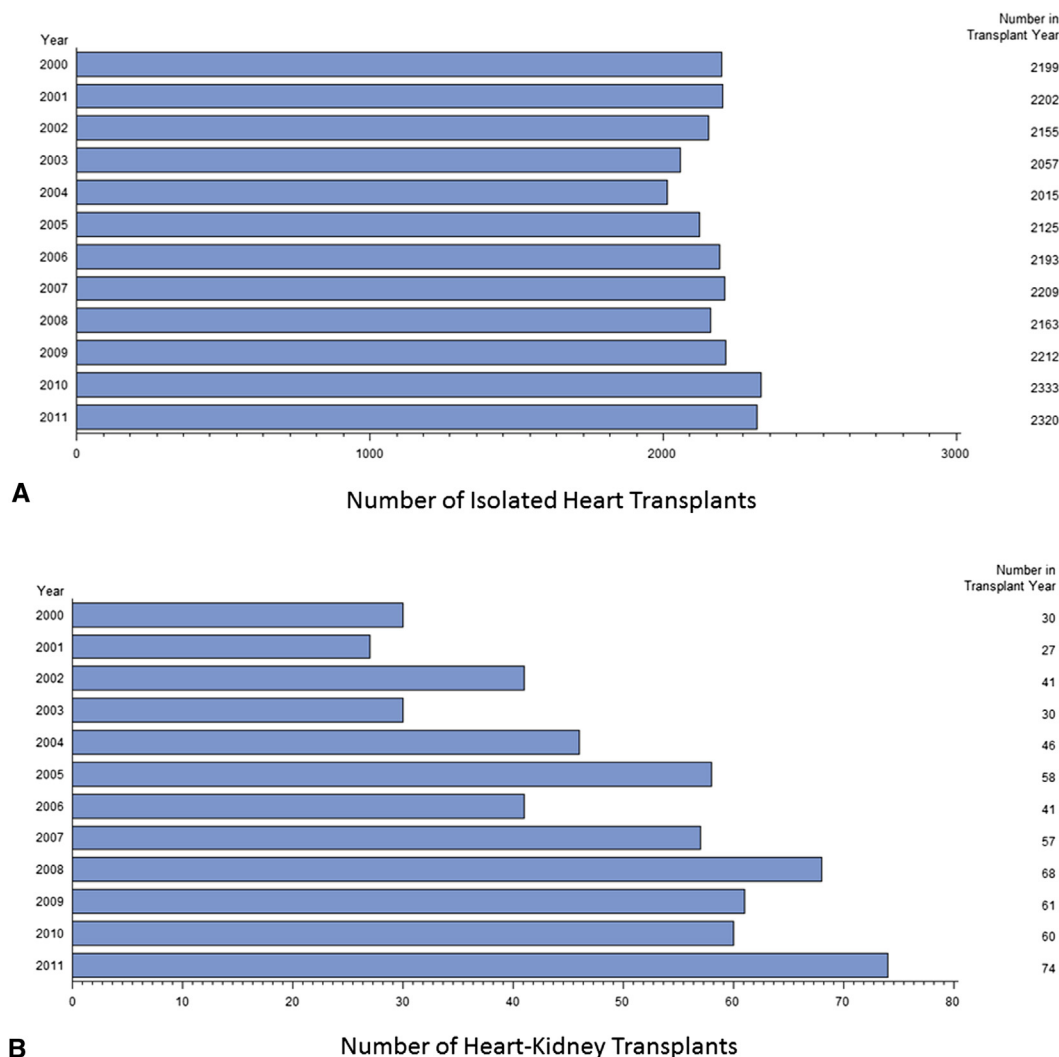 Number in
Transplant Year
Year
2000 2199
2001 2202
2002 2155
2003 2057
2004 2015
2005 2125
2006 2193
2007 2209
2008 2163
2009 2212
2010 2333
2011 2320
0 1000 2000 3000
A
Number of Isolated Heart Transplants
Number in
Transplant Year
Year
2000 30
2001 27
2002 41
2003 30
2004 46
2005 58
2006 41
2007 57
2008 68
2009 61
2010 60
2011 74
0 10 20 30 40 50 60 70 80
B
Number of Heart-Kidney Transplants